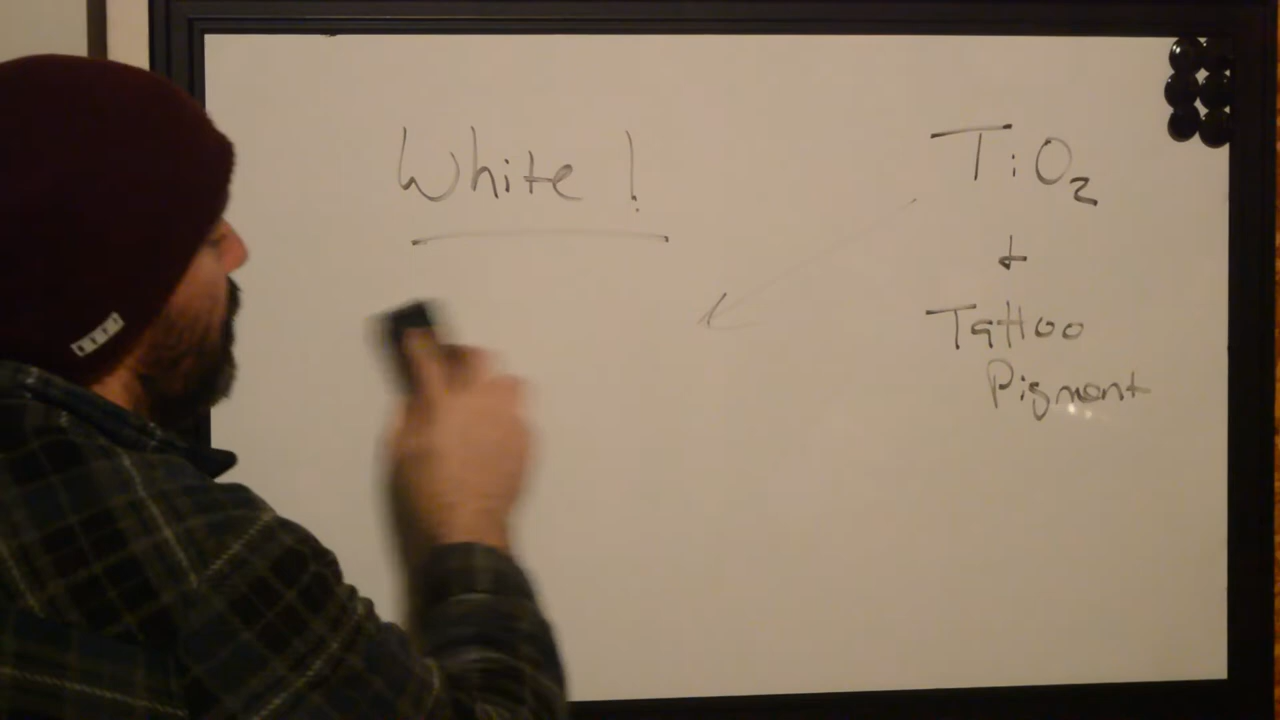 White!
TiO₂
+
Tattoo
Pigment